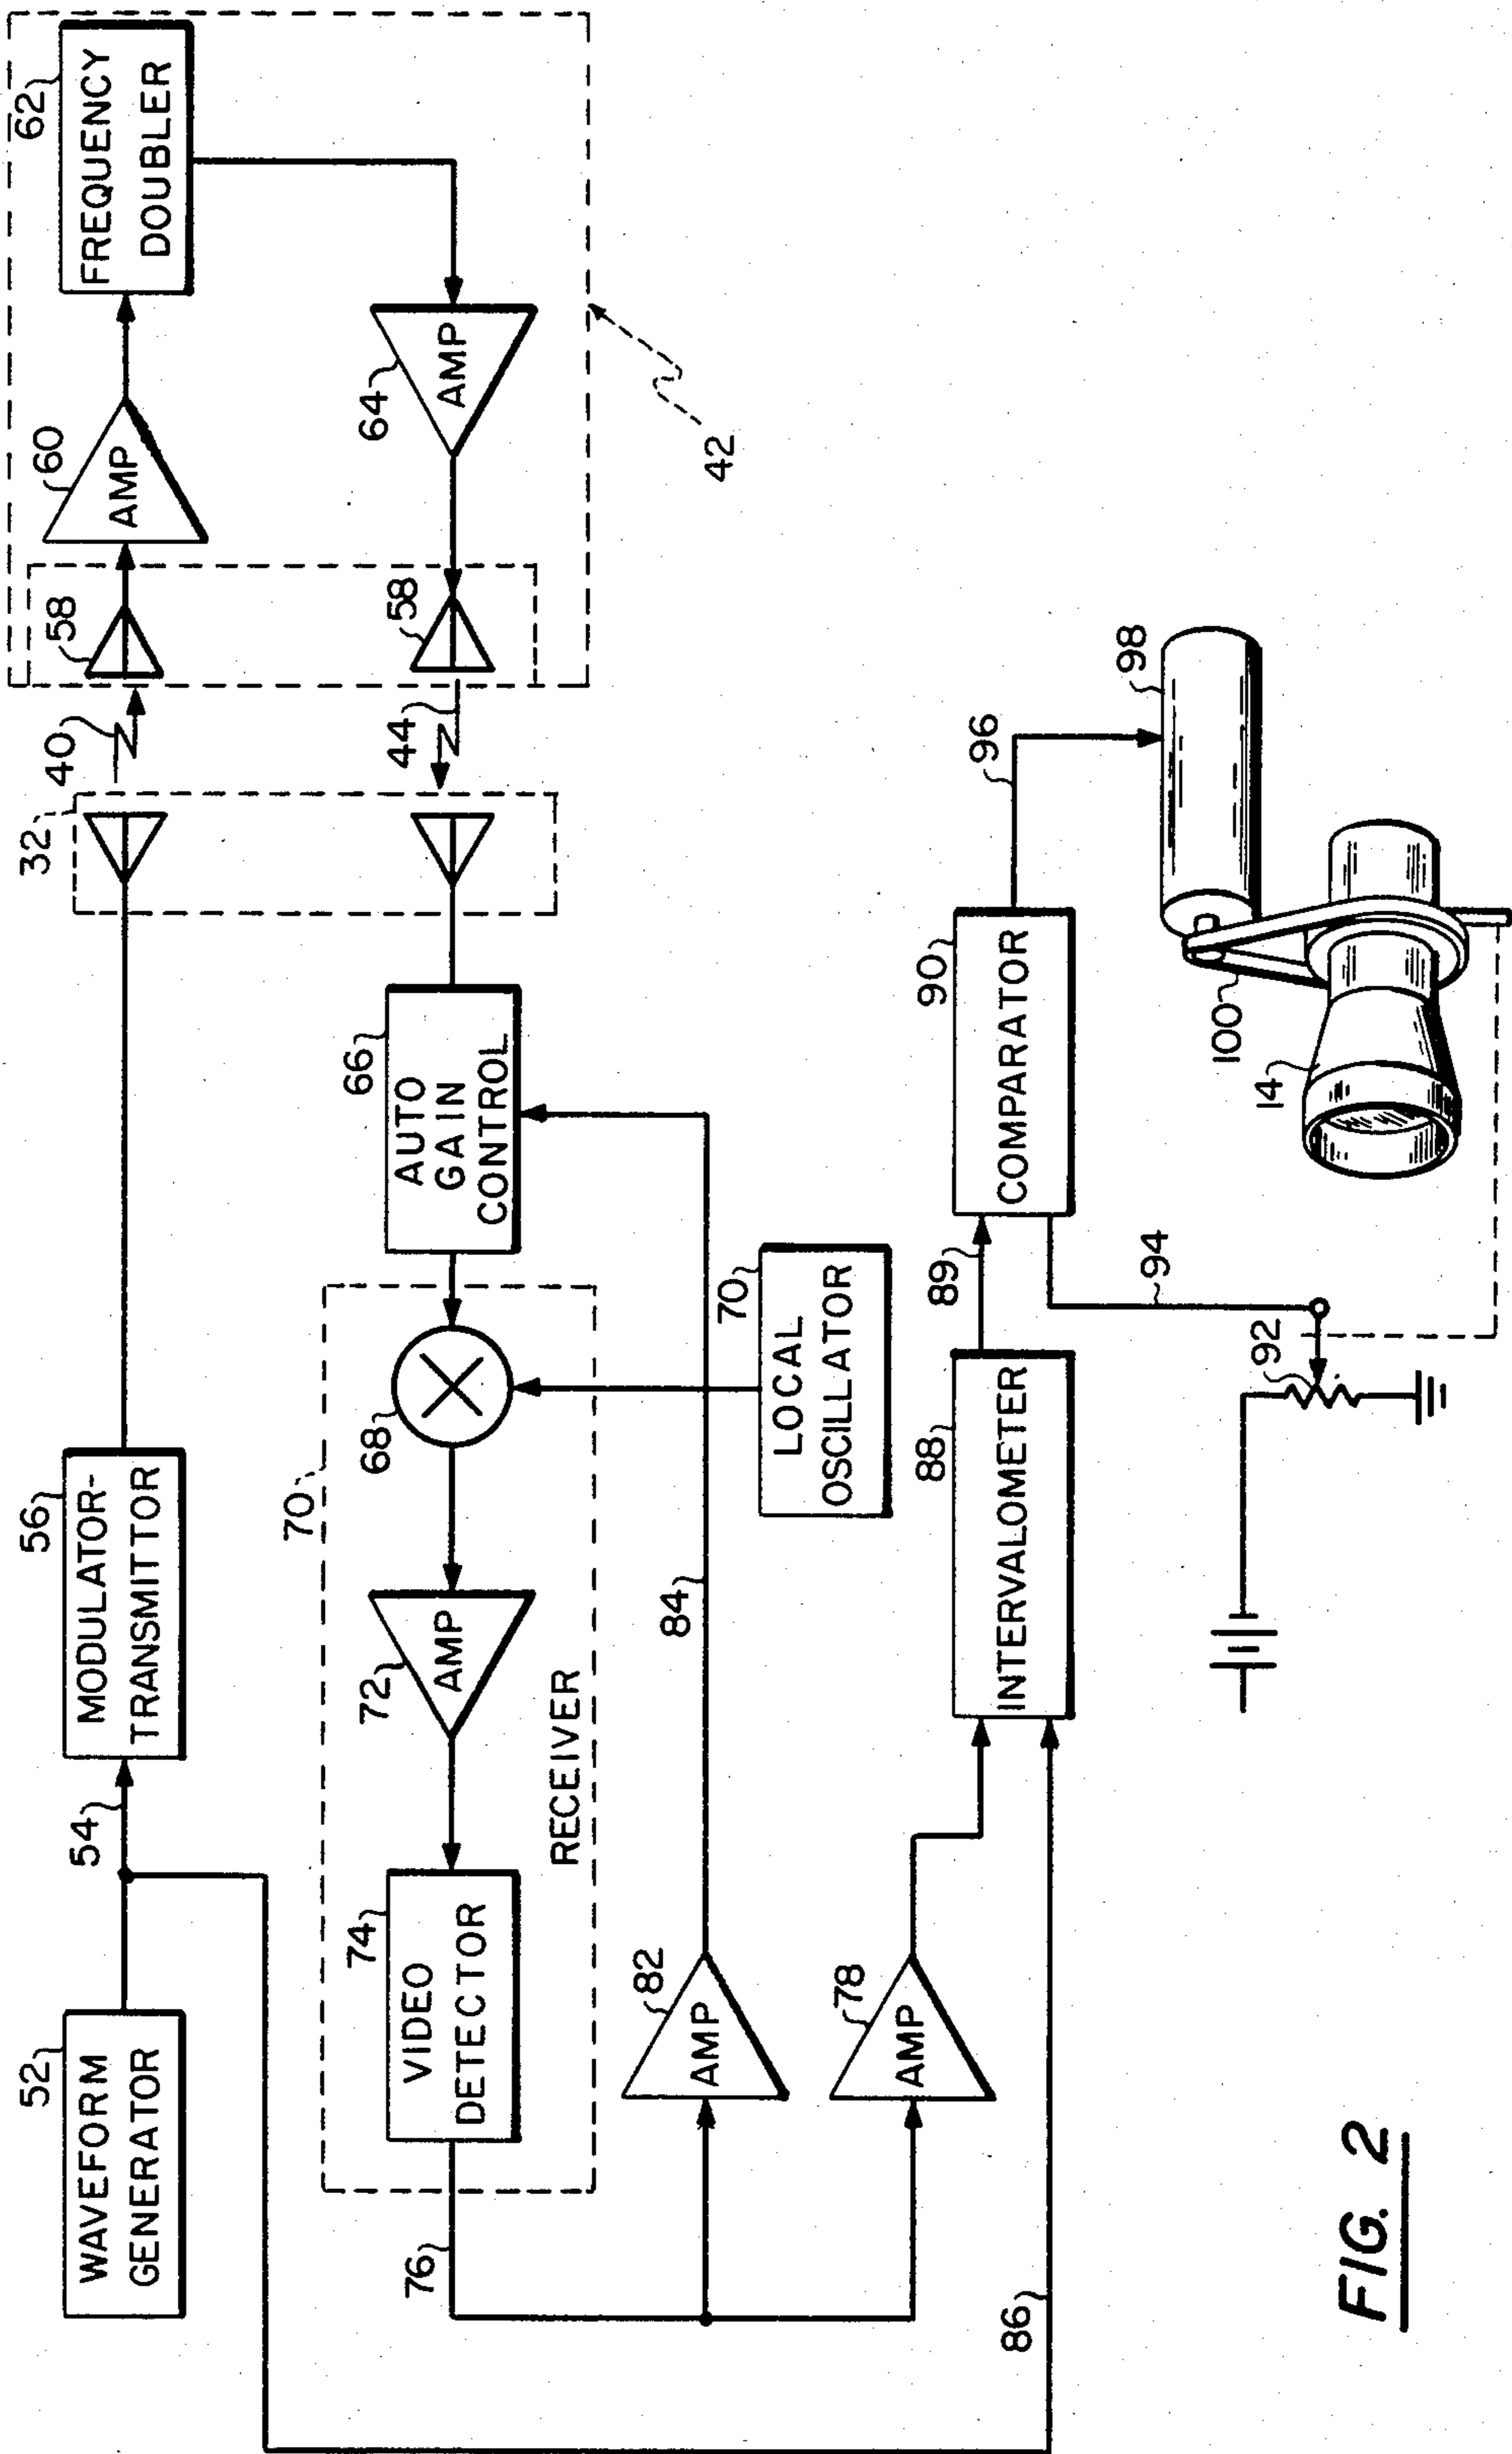 52
WAVEFORM
GENERATOR
54
56
MODULATOR-
TRANSMITTOR
32
40
58
60
AMP
62
FREQUENCY
DOUBLER
64
AMP
58
44
42
66
AUTO
GAIN
CONTROL
70
68
72
AMP
74
VIDEO
DETECTOR
RECEIVER
76
82
AMP
84
70
LOCAL
OSCILLATOR
78
AMP
86
88
INTERVALOMETER
89
90
COMPARATOR
92
94
96
98
100
14
FIG. 2